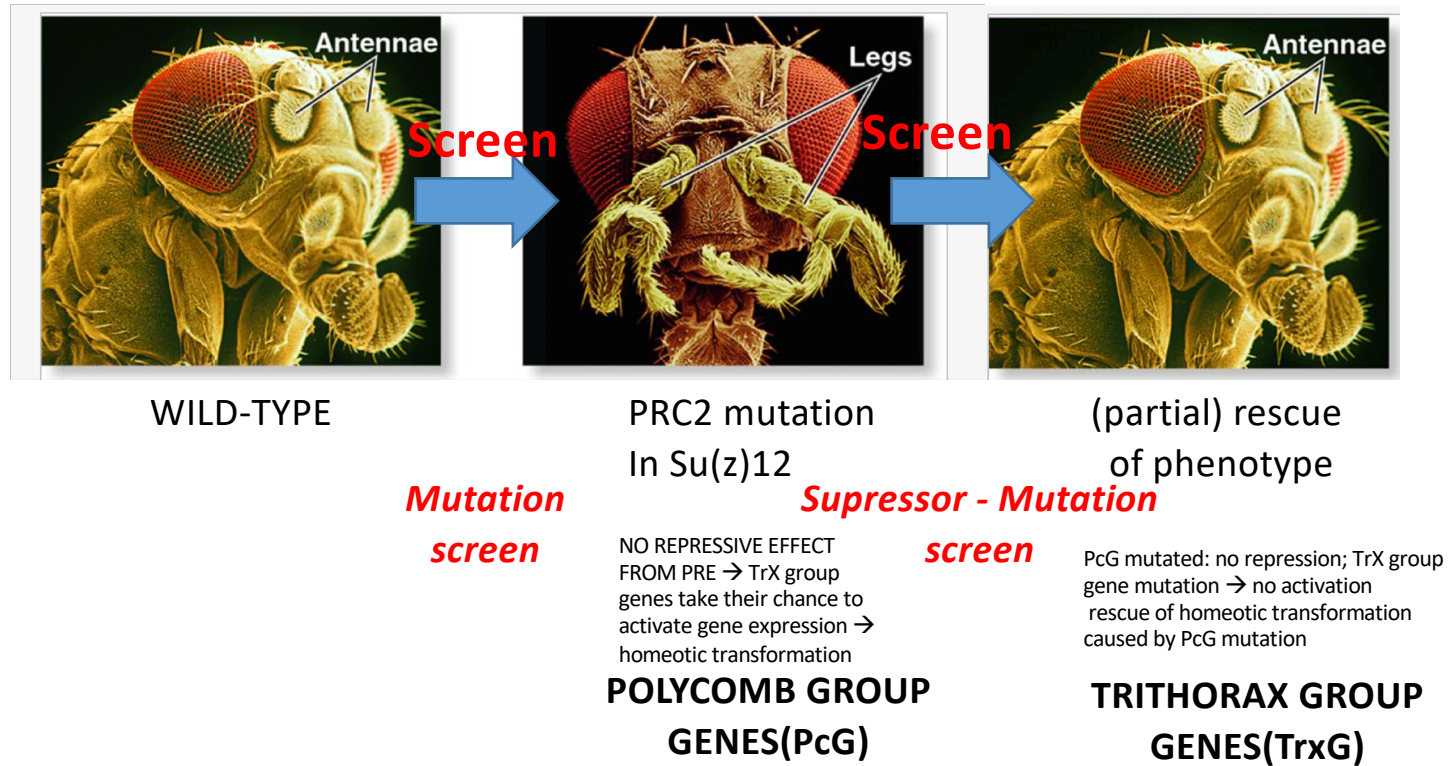 Antennae
Legs
Antennae
Screen
Screen
WILD-TYPE
PRC2 mutation
In Su(z)12
(partial) rescue
of phenotype
Mutation
screen
Supressor - Mutation
screen
NO REPRESSIVE EFFECT
FROM PRE → TrX group
genes take their chance to
activate gene expression →
homeotic transformation
PcG mutated: no repression; TrX group
gene mutation → no activation
rescue of homeotic transformation
caused by PcG mutation
POLYCOMB GROUP
GENES(PcG)
TRITHORAX GROUP
GENES(TrxG)